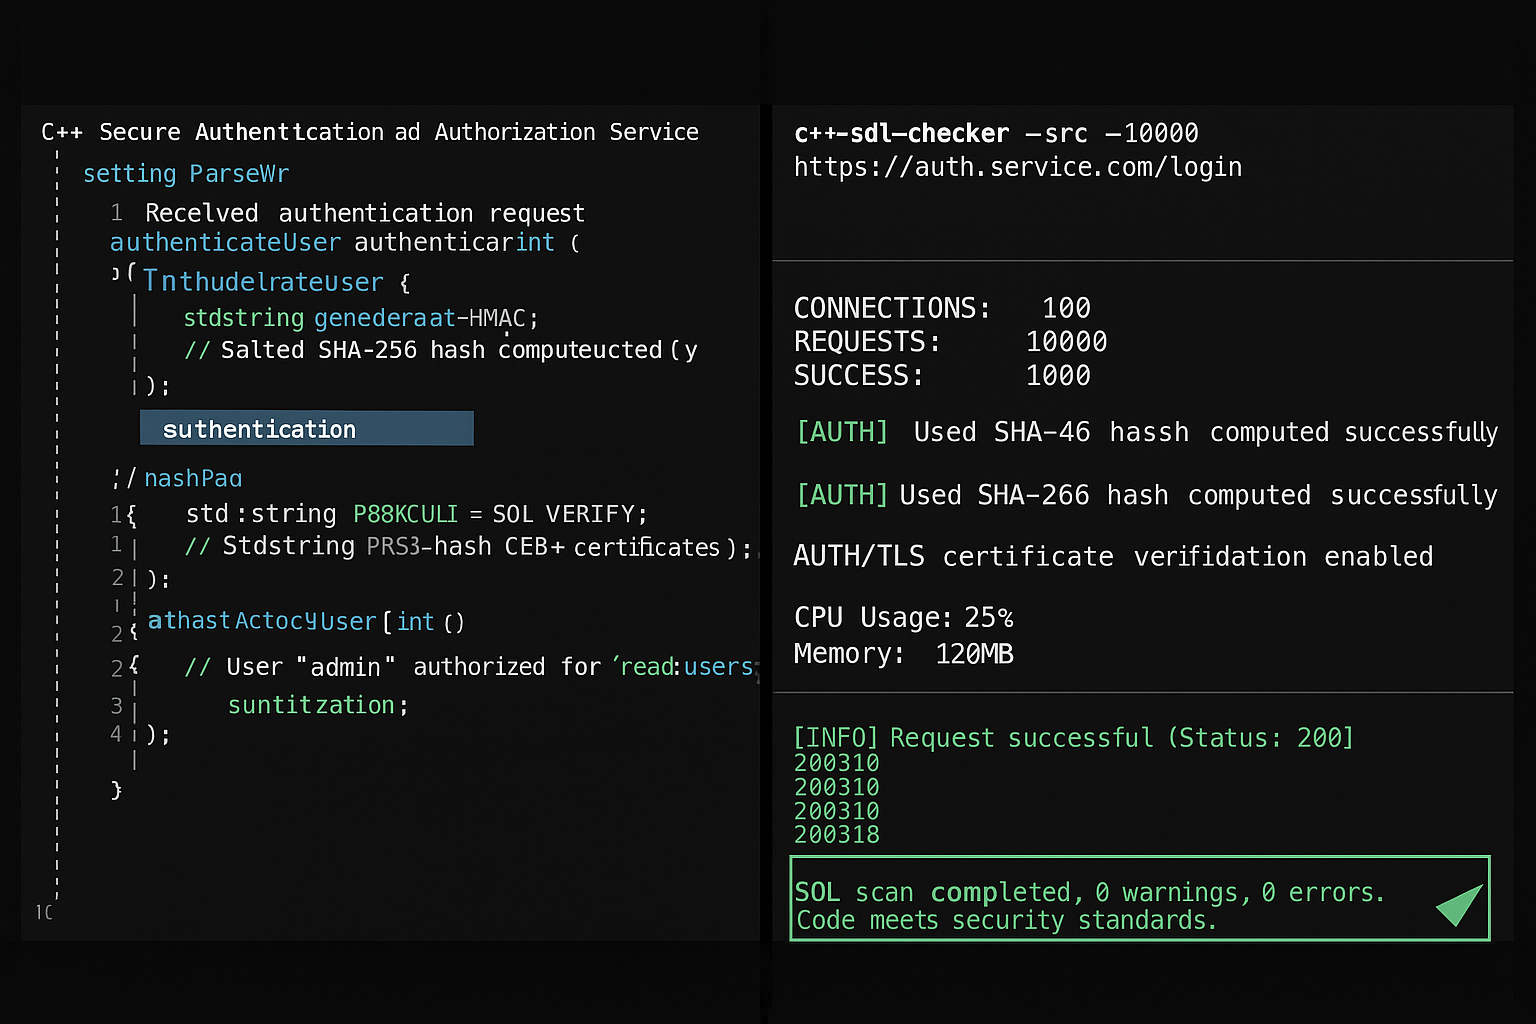 C++ Secure Authentication ad Authorization Service
setting ParseWr
1 Recelved authentication request
authenticateUser authenticarint (
Tnthudelrateuser {
stdstring genederaat-HMAC;
// Salted SHA-256 hash computeucted (y
);
suthentication
nashPag
1{ std:string P88KCULI = SOL VERIFY;
1 // Stdstring PRS3-hash CEB+ certificates);
2 ):
2 { athastActocyUser[int ()
2{ // User "admin" authorized for ‘read:users
3 suntitzation;
4 );
}
10
c++-sdl-checker –src –10000
https://auth.service.com/login
CONNECTIONS: 100
REQUESTS: 10000
SUCCESS: 1000
[AUTH] Used SHA-46 hassh computed successfully
[AUTH] Used SHA-266 hash computed successfully
AUTH/TLS certificate verifidation enabled
CPU Usage: 25%
Memory: 120MB
[INFO] Request successful (Status: 200]
200310
200310
200310
200318
SOL scan completed, 0 warnings, 0 errors.
Code meets security standards.